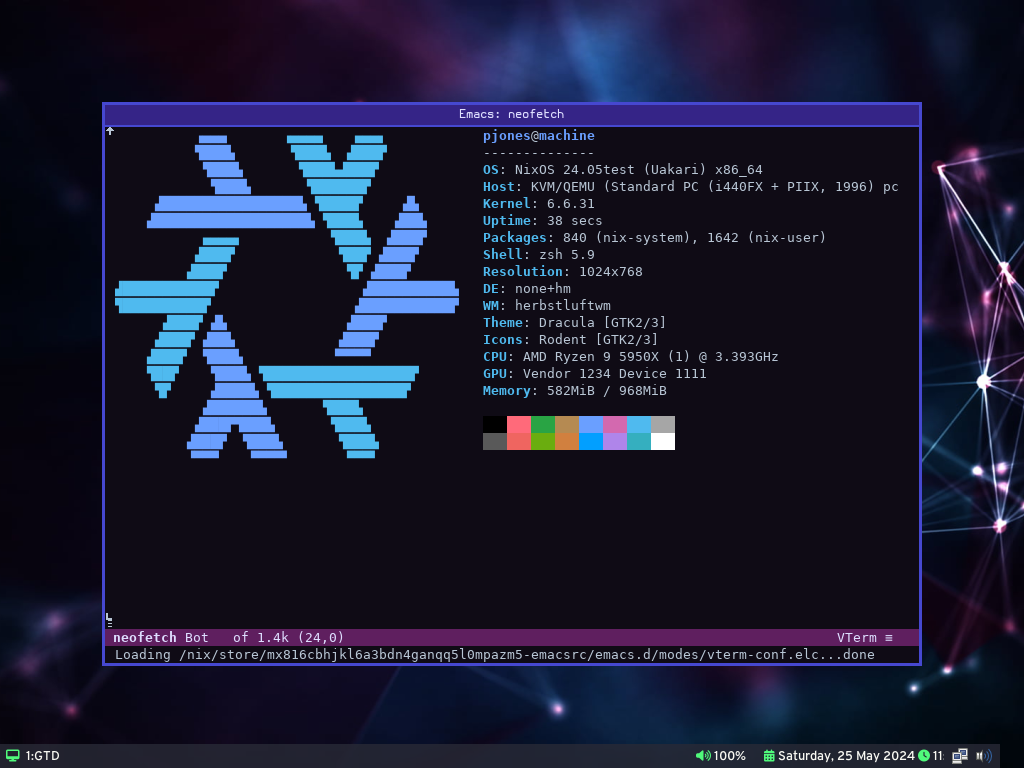 Emacs: neofetch
pjones@machine
--------------
OS: NixOS 24.05test (Uakari) x86_64
Host: KVM/QEMU (Standard PC (i440FX + PIIX, 1996) pc
Kernel: 6.6.31
Uptime: 38 secs
Packages: 840 (nix-system), 1642 (nix-user)
Shell: zsh 5.9
Resolution: 1024x768
DE: none+hm
WM: herbstluftwm
Theme: Dracula [GTK2/3]
Icons: Rodent [GTK2/3]
CPU: AMD Ryzen 9 5950X (1) @ 3.393GHz
GPU: Vendor 1234 Device 1111
Memory: 582MiB / 968MiB
neofetch Bot of 1.4k (24,0) VTerm ≡
Loading /nix/store/mx816cbhjkl6a3bdn4ganqq5l0mpazm5-emacsrc/emacs.d/modes/vterm-conf.elc...done
1:GTD 100% Saturday, 25 May 2024 11: